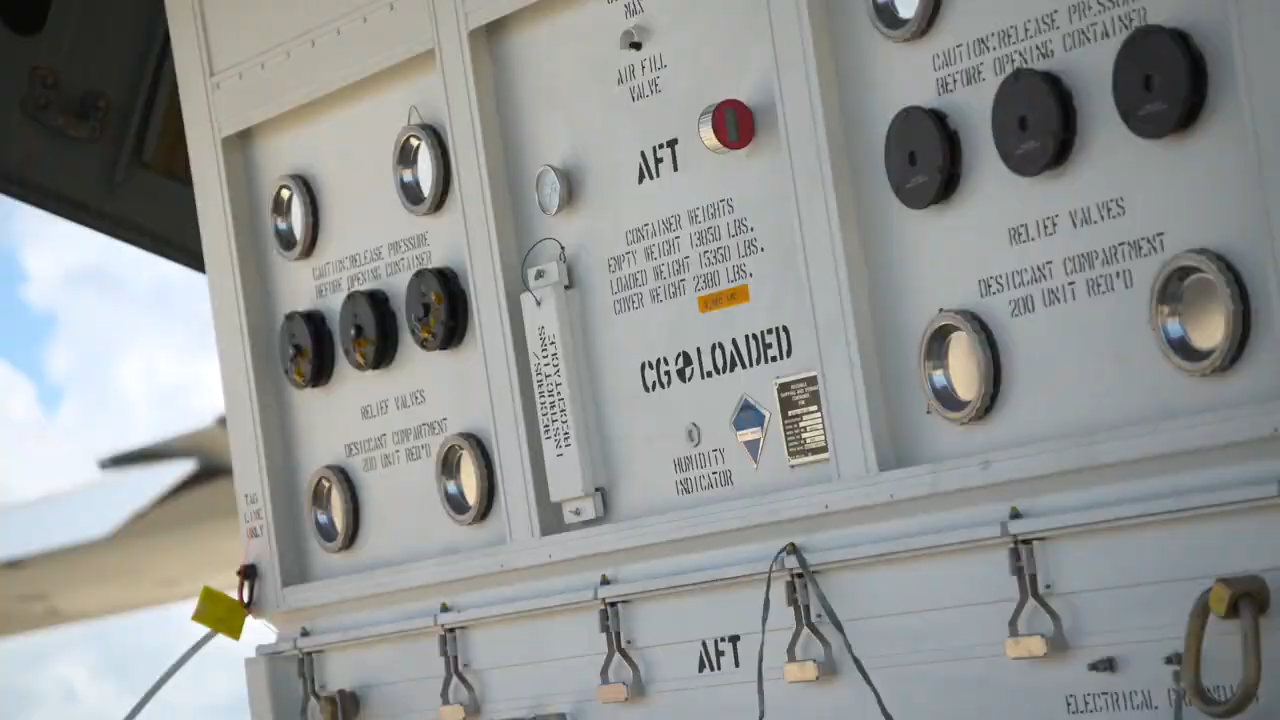 MAX
AIR FILL
VALVE
AFT
CONTAINER WEIGHTS
EMPTY WEIGHT 13050 LBS.
LOADED WEIGHT 15350 LBS.
COVER WEIGHT 2380 LBS.
CG LOADED
HUMIDITY
INDICATOR
RECORDS/
INSTRUCTIONS
RECEPTACLE
CAUTION:RELEASE PRESSURE
BEFORE OPENING CONTAINER
RELIEF VALVES
DESICCANT COMPARTMENT
200 UNIT REQ'D
TAG
LINE
ONLY
CAUTION:RELEASE PRESSURE
BEFORE OPENING CONTAINER
RELIEF VALVES
DESICCANT COMPARTMENT
200 UNIT REQ'D
AFT
ELECTRICAL